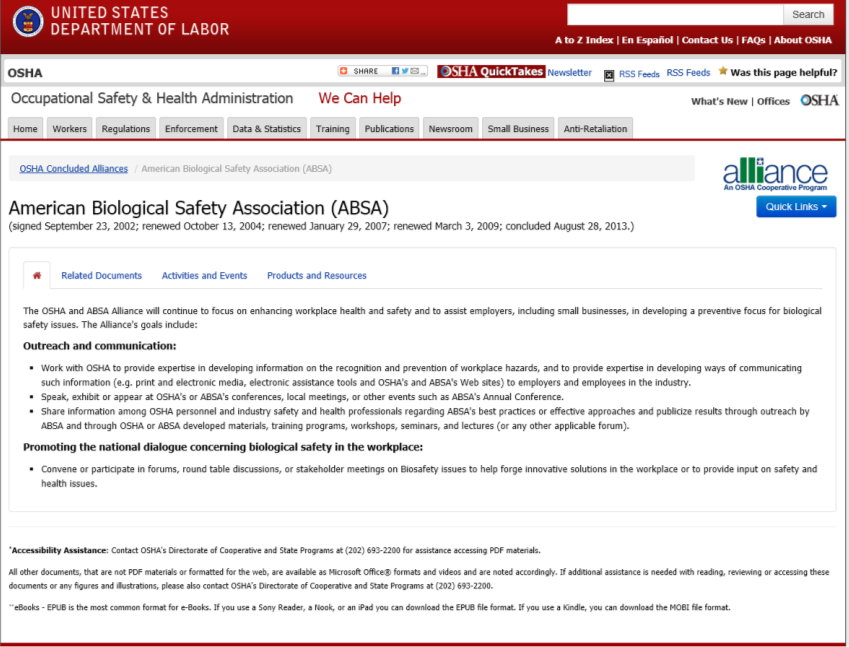 UNITED STATES
DEPARTMENT OF LABOR
Search
A to Z Index | En Español | Contact Us | FAQs | About OSHA
OSHA
SHARE
OSHA QuickTakes Newsletter
RSS Feeds RSS Feeds
Was this page helpful?
Occupational Safety & Health Administration We Can Help
What's New | Offices OSHA
Home Workers Regulations Enforcement Data & Statistics Training Publications Newsroom Small Business Anti-Retaliation
OSHA Concluded Alliances / American Biological Safety Association (ABSA)
alliance
An OSHA Cooperative Program
American Biological Safety Association (ABSA)
Quick Links
(signed September 23, 2002; renewed October 13, 2004; renewed January 29, 2007; renewed March 3, 2009; concluded August 28, 2013.)
Related Documents Activities and Events Products and Resources
The OSHA and ABSA Alliance will continue to focus on enhancing workplace health and safety and to assist employers, including small businesses, in developing a preventive focus for biological
safety issues. The Alliance's goals include:
Outreach and communication:
▪ Work with OSHA to provide expertise in developing information on the recognition and prevention of workplace hazards, and to provide expertise in developing ways of communicating
such information (e.g. print and electronic media, electronic assistance tools and OSHA's and ABSA's Web sites) to employers and employees in the industry.
▪ Speak, exhibit or appear at OSHA's or ABSA's conferences, local meetings, or other events such as ABSA's Annual Conference.
▪ Share information among OSHA personnel and industry safety and health professionals regarding ABSA's best practices or effective approaches and publicize results through outreach by
ABSA and through OSHA or ABSA developed materials, training programs, workshops, seminars, and lectures (or any other applicable forum).
Promoting the national dialogue concerning biological safety in the workplace:
▪ Convene or participate in forums, round table discussions, or stakeholder meetings on Biosafety issues to help forge innovative solutions in the workplace or to provide input on safety and
health issues.
*Accessibility Assistance: Contact OSHA's Directorate of Cooperative and State Programs at (202) 693-2200 for assistance accessing PDF materials.
All other documents, that are not PDF materials or formatted for the web, are available as Microsoft Office® formats and videos and are noted accordingly. If additional assistance is needed with reading, reviewing or accessing these
documents or any figures and illustrations, please also contact OSHA's Directorate of Cooperative and State Programs at (202) 693-2200.
**eBooks - EPUB is the most common format for e-Books. If you use a Sony Reader, a Nook, or an iPad you can download the EPUB file format. If you use a Kindle, you can download the MOBI file format.